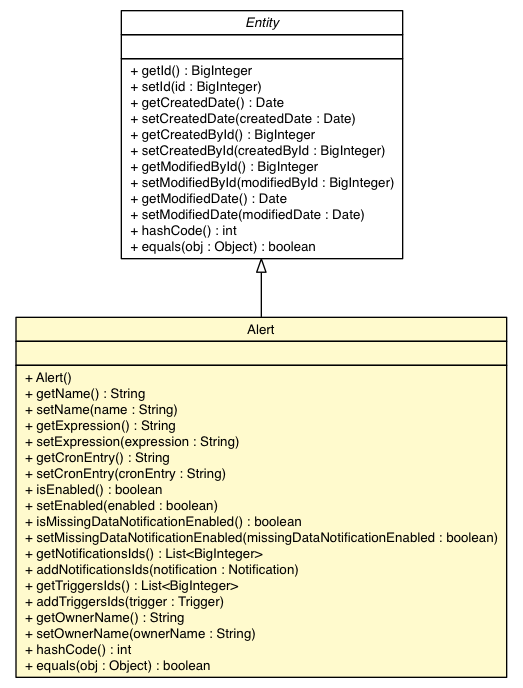 Entity
+ getId() : BigInteger
+ setId(id : BigInteger)
+ getCreatedDate() : Date
+ setCreatedDate(createdDate : Date)
+ getCreatedById() : BigInteger
+ setCreatedById(createdById : BigInteger)
+ getModifiedById() : BigInteger
+ setModifiedById(modifiedById : BigInteger)
+ getModifiedDate() : Date
+ setModifiedDate(modifiedDate : Date)
+ hashCode() : int
+ equals(obj : Object) : boolean
Alert
+ Alert()
+ getName() : String
+ setName(name : String)
+ getExpression() : String
+ setExpression(expression : String)
+ getCronEntry() : String
+ setCronEntry(cronEntry : String)
+ isEnabled() : boolean
+ setEnabled(enabled : boolean)
+ isMissingDataNotificationEnabled() : boolean
+ setMissingDataNotificationEnabled(missingDataNotificationEnabled : boolean)
+ getNotificationsIds() : List<BigInteger>
+ addNotificationsIds(notification : Notification)
+ getTriggersIds() : List<BigInteger>
+ addTriggersIds(trigger : Trigger)
+ getOwnerName() : String
+ setOwnerName(ownerName : String)
+ hashCode() : int
+ equals(obj : Object) : boolean